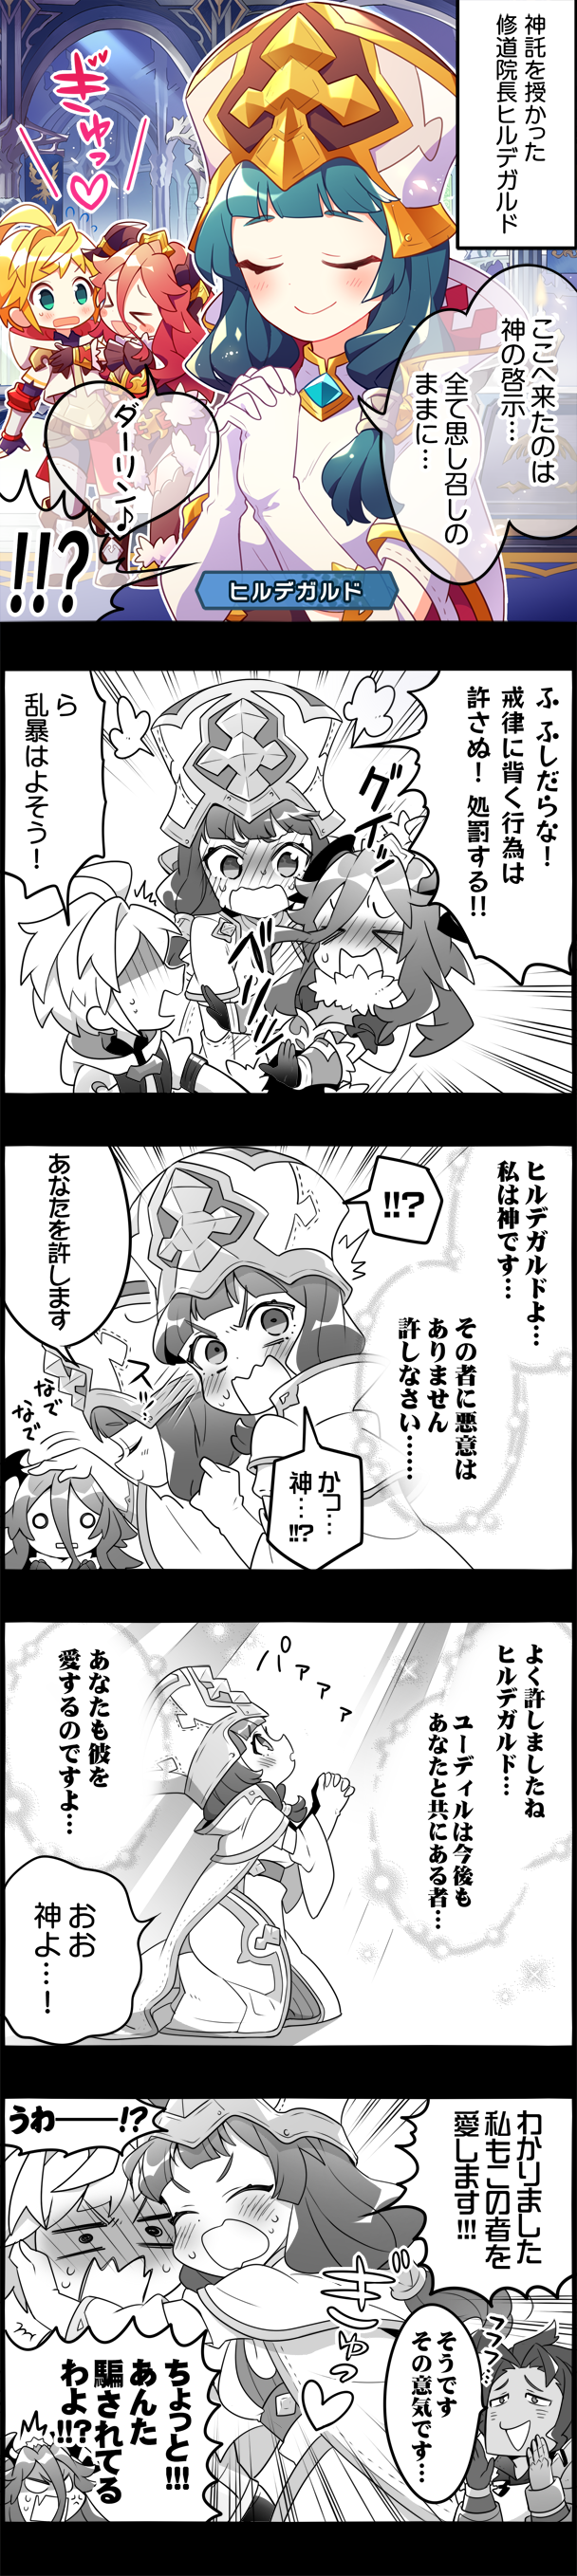 神託を授かった
修道院長ヒルデガルド
ここへ来たのは
神の啓示…
全て思し召しの
ままに…
ぎゅっ♡
ダーリン♪
!!?
ヒルデガルド
ふ ふしだらな!
戒律に背く行為は
許さぬ! 処罰する!!
グイッ
ベリリッ
ら
乱暴はよそう!
ヒルデガルドよ…
私は神です…
!!?
その者に悪意は
ありません
許しなさい……
かっ…
神…!!?
あなたを許します
スッ
なで
なで
よく許しましたね
ヒルデガルド…
ユーディルは今後も
あなたと共にある者…
パァァァァ
あなたも彼を
愛するのですよ…
おお
神よ…!
わかりました
私もこの者を
愛します!!!
うわ──!?
ぎゅっ♡
フフフ…
そうです
その意気です…
ちょっと!!!
あんた
騙されてる
わよ!!?